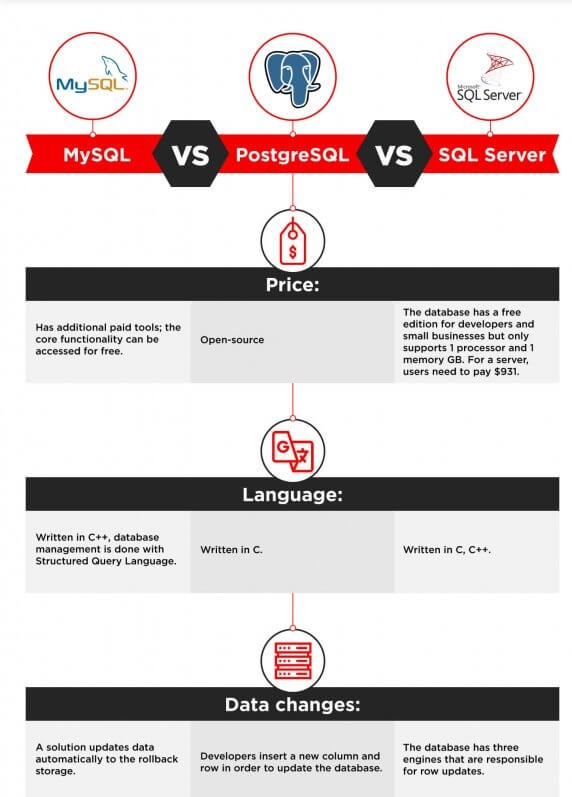 MySQL
Microsoft
SQL Server
MySQL
VS
PostgreSQL
VS
SQL Server
$
Price:
Has additional paid tools; the
core functionality can be
accessed for free.
Open-source
The database has a free
edition for developers and
small businesses but only
supports 1 processor and 1
memory GB. For a server,
users need to pay $931.
G
文
Language:
Written in C++, database
management is done with
Structured Query Language.
Written in C.
Written in C, C++.
Data changes:
A solution updates data
automatically to the rollback
storage.
Developers insert a new column and
row in order to update the database.
The database has three
engines that are responsible
for row updates.